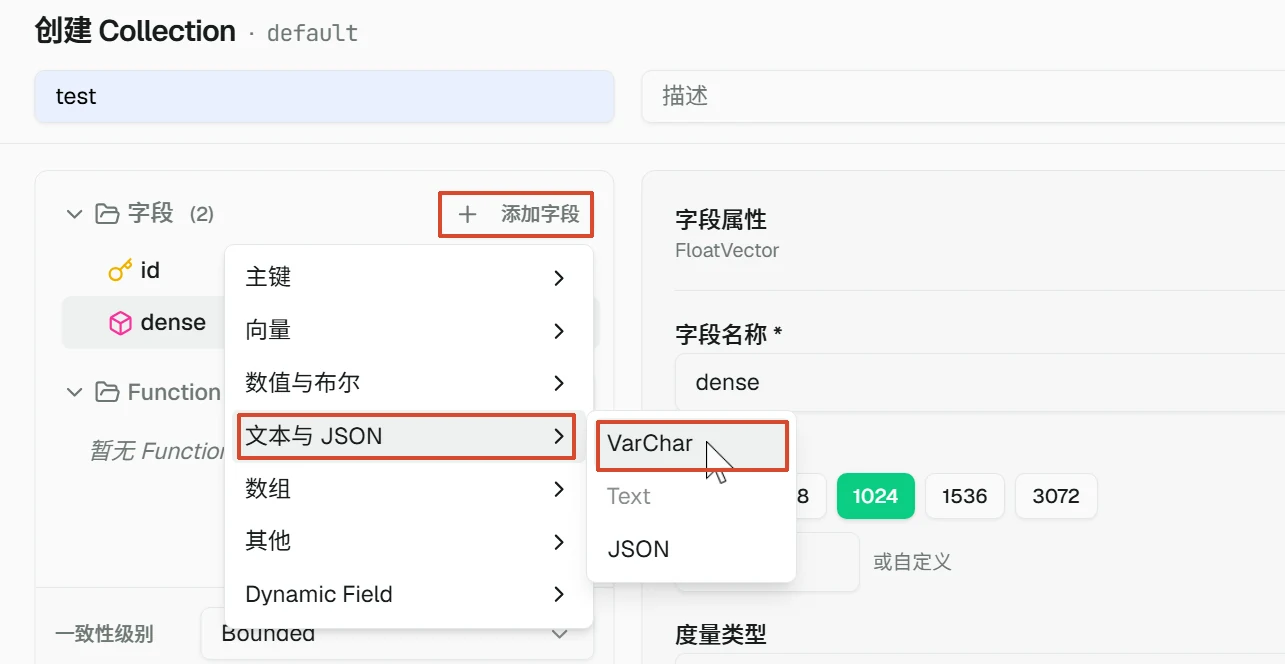 创建 Collection · default
test
描述
字段 (2)
添加字段
id
dense
Function
暂无 Function
一致性级别
Bounded
主键
向量
数值与布尔
文本与 JSON
数组
其他
Dynamic Field
VarChar
Text
JSON
字段属性
FloatVector
字段名称 *
dense
8
1024
1536
3072
或自定义
度量类型